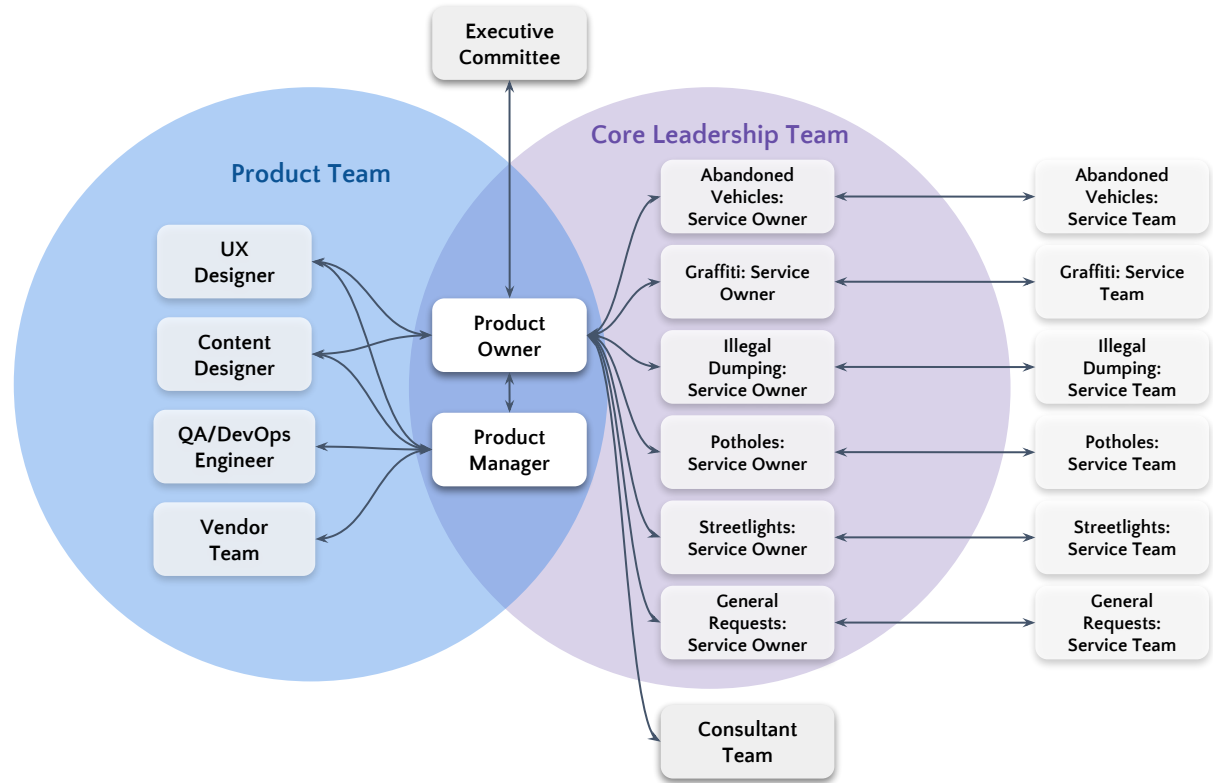 Executive
Committee
Product Team
Core Leadership Team
UX
Designer
Content
Designer
QA/DevOps
Engineer
Vendor
Team
Product
Owner
Product
Manager
Abandoned
Vehicles:
Service Owner
Graffiti: Service
Owner
Illegal
Dumping:
Service Owner
Potholes:
Service Owner
Streetlights:
Service Owner
General
Requests:
Service Owner
Consultant
Team
Abandoned
Vehicles:
Service Team
Graffiti: Service
Team
Illegal
Dumping:
Service Team
Potholes:
Service Team
Streetlights:
Service Team
General
Requests:
Service Team